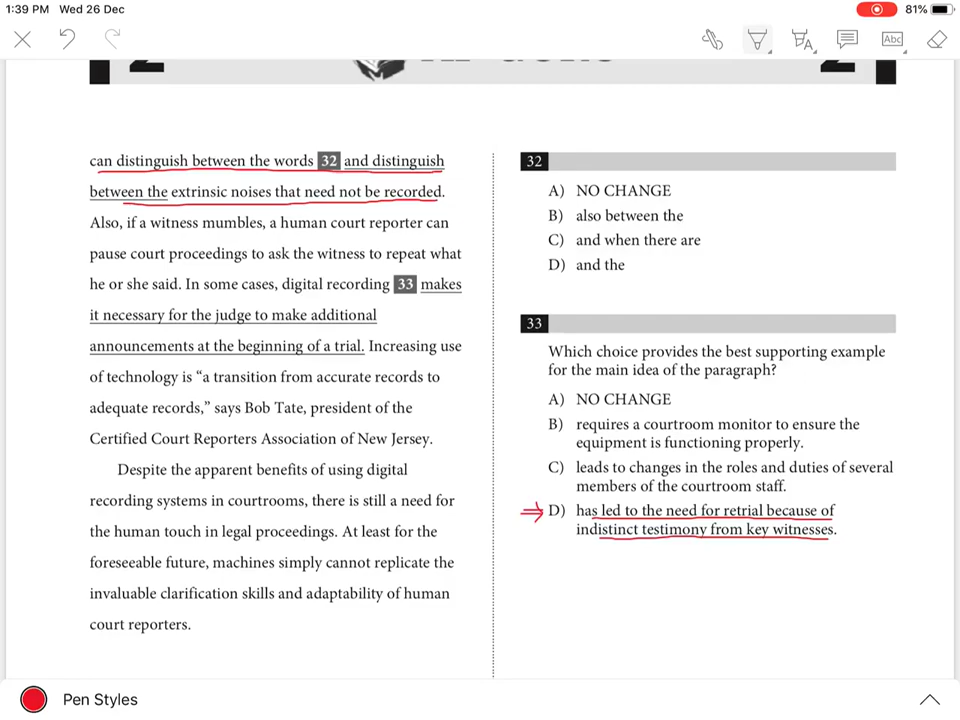 1:39 PM Wed 26 Dec
81%
Abc
2 2
can distinguish between the words 32 and distinguish
between the extrinsic noises that need not be recorded.
Also, if a witness mumbles, a human court reporter can
pause court proceedings to ask the witness to repeat what
he or she said. In some cases, digital recording 33 makes
it necessary for the judge to make additional
announcements at the beginning of a trial. Increasing use
of technology is “a transition from accurate records to
adequate records,” says Bob Tate, president of the
Certified Court Reporters Association of New Jersey.
Despite the apparent benefits of using digital
recording systems in courtrooms, there is still a need for
the human touch in legal proceedings. At least for the
foreseeable future, machines simply cannot replicate the
invaluable clarification skills and adaptability of human
court reporters.
32
A) NO CHANGE
B) also between the
C) and when there are
D) and the
33
Which choice provides the best supporting example
for the main idea of the paragraph?
A) NO CHANGE
B) requires a courtroom monitor to ensure the
equipment is functioning properly.
C) leads to changes in the roles and duties of several
members of the courtroom staff.
D) has led to the need for retrial because of
indistinct testimony from key witnesses.
Pen Styles